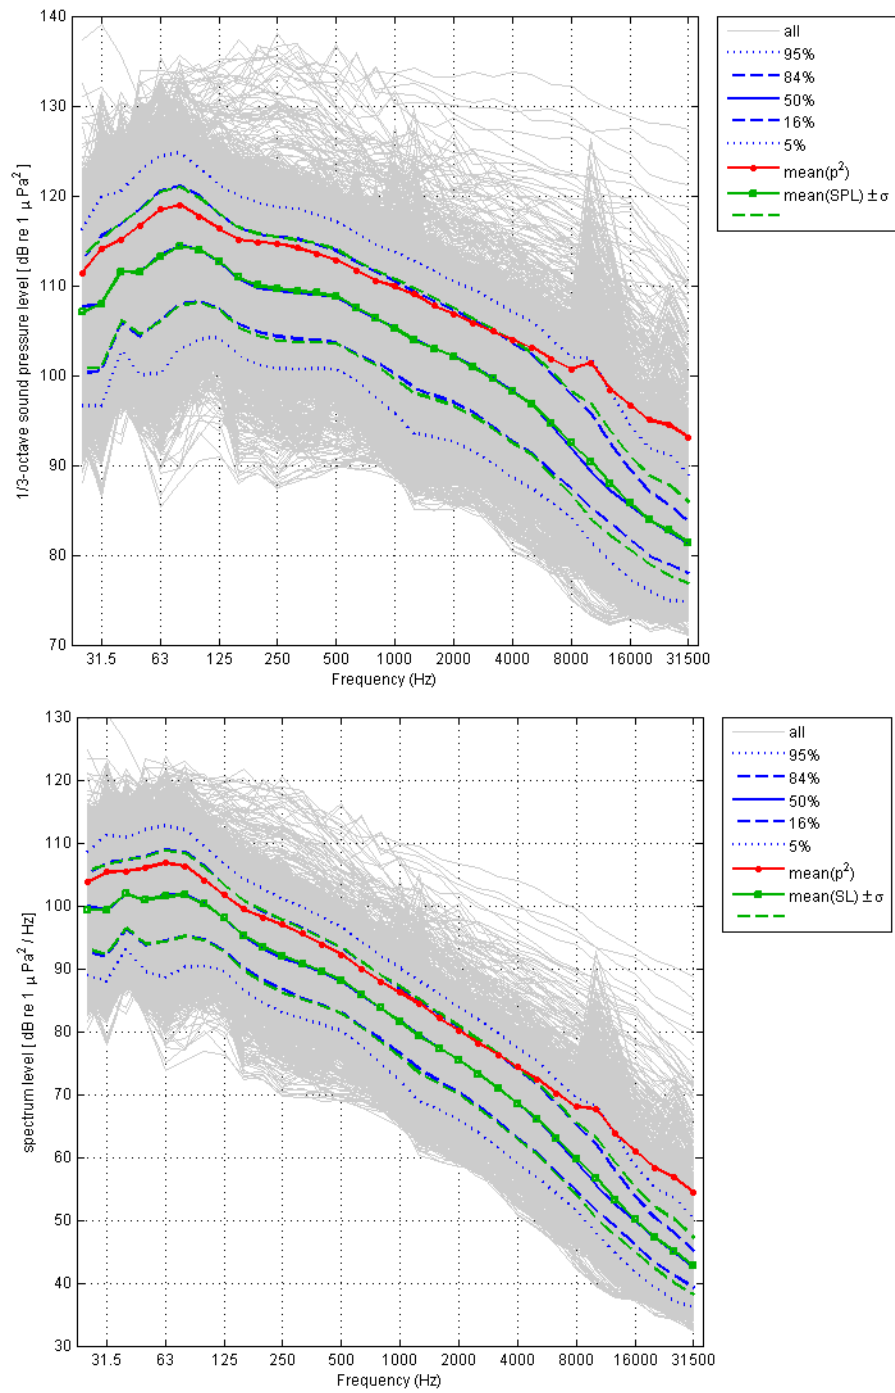 140
130
120
110
100
90
80
70
1/3-octave sound pressure level [ dB re 1 μ Pa² ]
31.5 63 125 250 500 1000 2000 4000 8000 16000 31500
Frequency (Hz)
all
95%
84%
50%
16%
5%
mean(p²)
mean(SPL) ± σ
130
120
110
100
90
80
70
60
50
40
30
spectrum level [ dB re 1 μ Pa² / Hz ]
31.5 63 125 250 500 1000 2000 4000 8000 16000 31500
Frequency (Hz)
all
95%
84%
50%
16%
5%
mean(p²)
mean(SL) ± σ